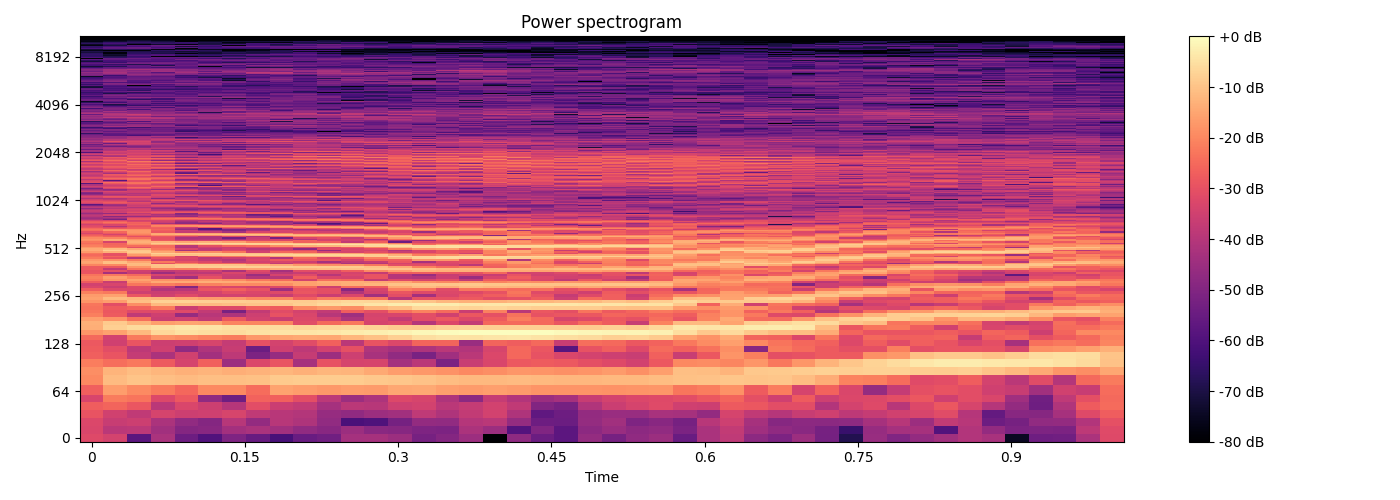 Power spectrogram
Hz
8192
4096
2048
1024
512
256
128
64
0
0 0.15 0.3 0.45 0.6 0.75 0.9
Time
+0 dB
-10 dB
-20 dB
-30 dB
-40 dB
-50 dB
-60 dB
-70 dB
-80 dB